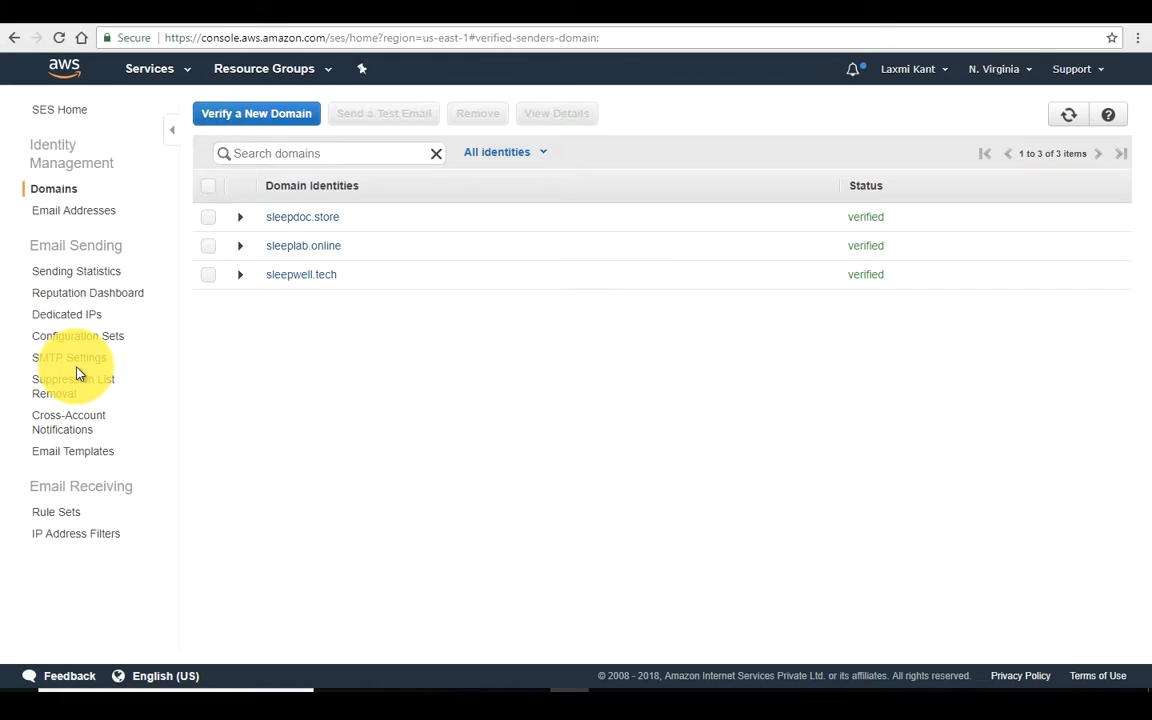 Secure | https://console.aws.amazon.com/ses/home?region=us-east-1#verified-senders-domain:
aws Services Resource Groups Laxmi Kant N. Virginia Support
SES Home
Identity
Management
Domains
Email Addresses
Email Sending
Sending Statistics
Reputation Dashboard
Dedicated IPs
Configuration Sets
SMTP Settings
Suppression List
Removal
Cross-Account
Notifications
Email Templates
Email Receiving
Rule Sets
IP Address Filters
Verify a New Domain Send a Test Email Remove View Details
Search domains All identities 1 to 3 of 3 items
Domain Identities Status
sleepdoc.store verified
sleeplab.online verified
sleepwell.tech verified
Feedback English (US) © 2008 - 2018, Amazon Internet Services Private Ltd. or its affiliates. All rights reserved. Privacy Policy Terms of Use